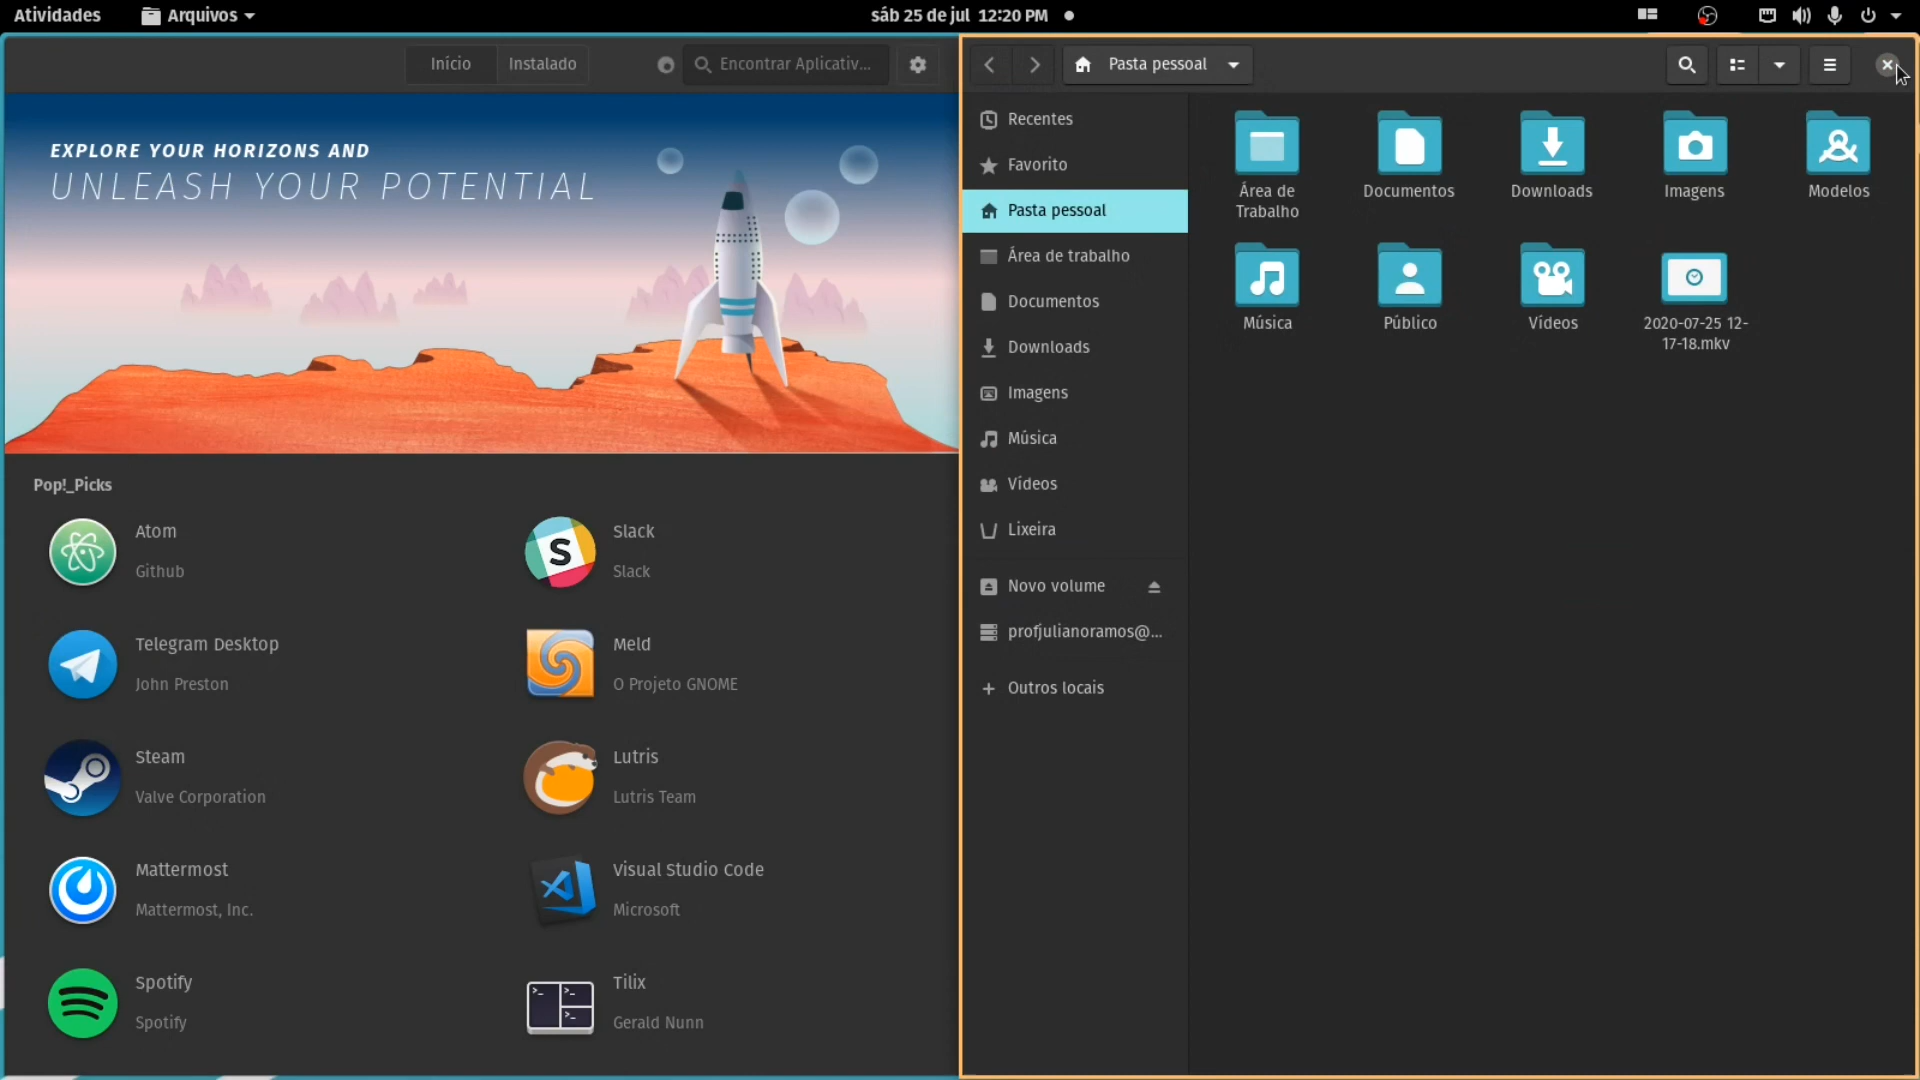 Atividades
Arquivos
sáb 25 de jul 12:20 PM
Início
Instalado
Encontrar Aplicativ...
EXPLORE YOUR HORIZONS AND
UNLEASH YOUR POTENTIAL
Pop!_Picks
Atom
Github
Slack
Slack
Telegram Desktop
John Preston
Meld
O Projeto GNOME
Steam
Valve Corporation
Lutris
Lutris Team
Mattermost
Mattermost, Inc.
Visual Studio Code
Microsoft
Spotify
Spotify
Tilix
Gerald Nunn
Pasta pessoal
Recentes
Favorito
Pasta pessoal
Área de trabalho
Documentos
Downloads
Imagens
Música
Vídeos
Lixeira
Novo volume
profjulianoramos@...
Outros locais
Área de
Trabalho
Documentos
Downloads
Imagens
Modelos
Música
Público
Vídeos
2020-07-25 12-
17-18.mkv